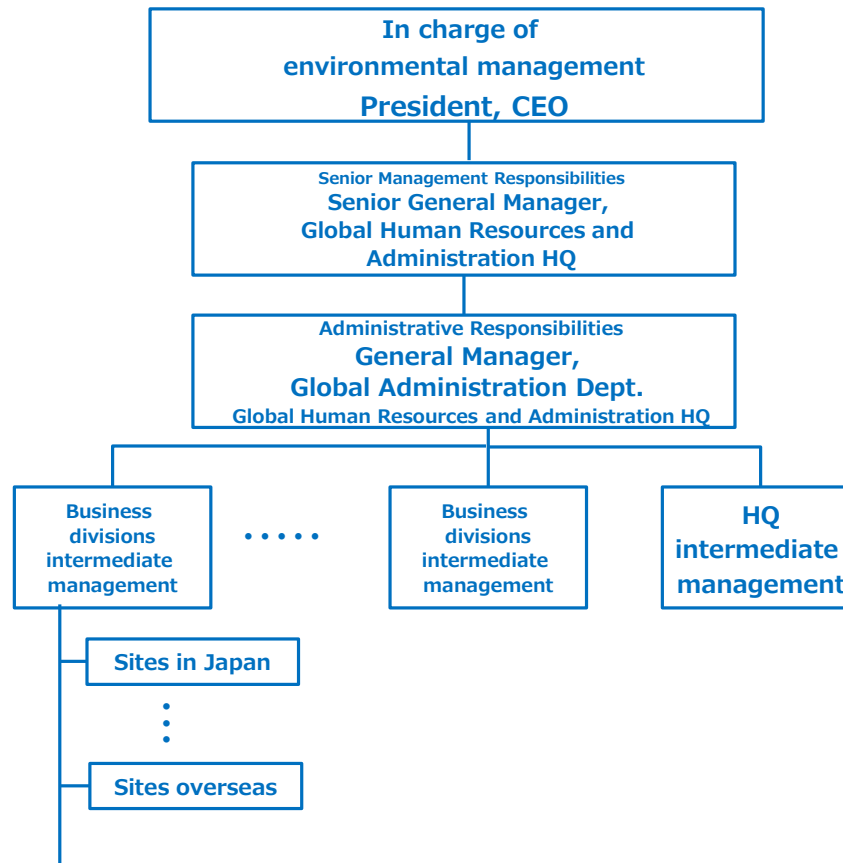 In charge of
environmental management
President, CEO
Senior Management Responsibilities
Senior General Manager,
Global Human Resources and
Administration HQ
Administrative Responsibilities
General Manager,
Global Administration Dept.
Global Human Resources and Administration HQ
Business
divisions
intermediate
management
Business
divisions
intermediate
management
HQ
intermediate
management
Sites in Japan
Sites overseas